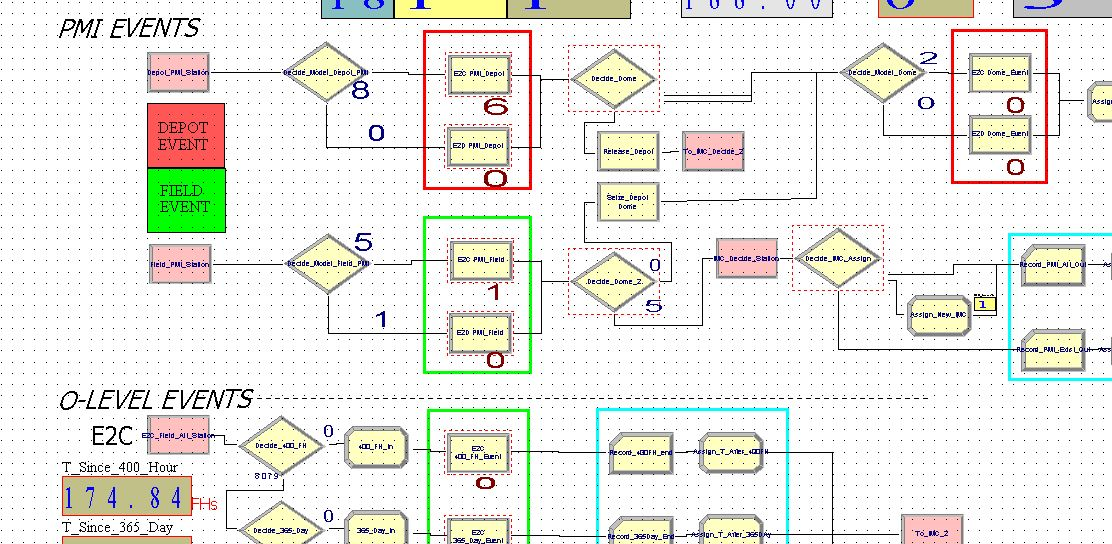 PMI EVENTS
Depot_PMI_Station
Decide_Model_Depot_PMI
8
0
E2C PMI_Depot
6
E2D PMI_Depot
0
Decide_Dome
Release_Depot
To_IMC_Decide_2
Seize_Depot
Dome
Decide_Model_Dome
2
0
E2C Dome_Event
0
E2D Dome_Event
0
Assign
DEPOT
EVENT
FIELD
EVENT
Field_PMI_Station
Decide_Model_Field_PMI
5
1
E2C PMI_Field
1
E2D PMI_Field
0
Decide_Dome_2
0
5
IMC_Decide_Station
Decide_IMC_Assign
Assign_New_IMC
1
Record_PMI_All_Out
Record_PMI_Exist_Out
O-LEVEL EVENTS
E2C
E2C_Field_All_Station
T_Since_400_Hour
174.84
FHs
T_Since_365_Day
Decide_400_FH
0
8079
400_FH_In
E2C
400_FH_Event
0
Record_400FH_end
Assign_T_After_400FH
Decide_365_Day
0
365_Day_In
E2C
365_Day_Event
Record_365Day_End
Assign_T_After_365DAy
To_IMC_2